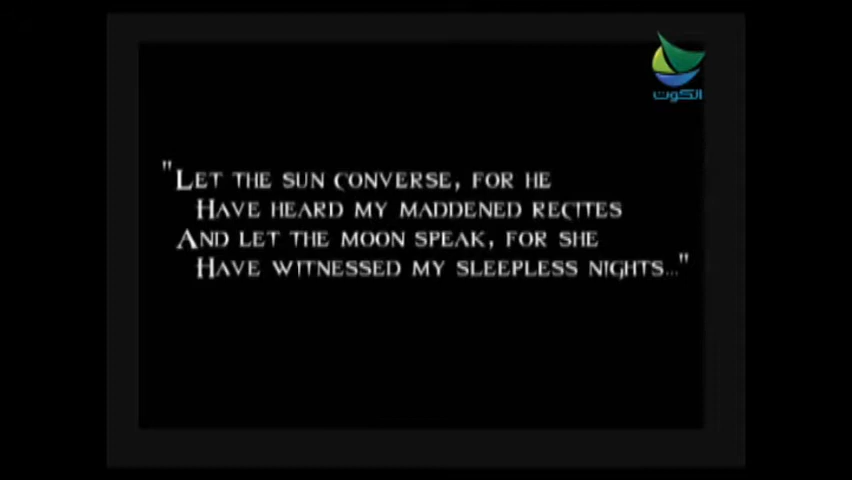 الكوت
"Let the sun converse, for he
Have heard my maddened recites
And let the moon speak, for she
Have witnessed my sleepless nights..."